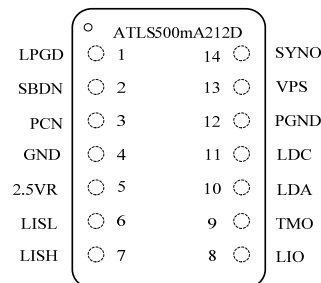 ATLS500mA212D
LPGD 1 14 SYNO
SBDN 2 13 VPS
PCN 3 12 PGND
GND 4 11 LDC
2.5VR 5 10 LDA
LISL 6 9 TMO
LISH 7 8 LIO